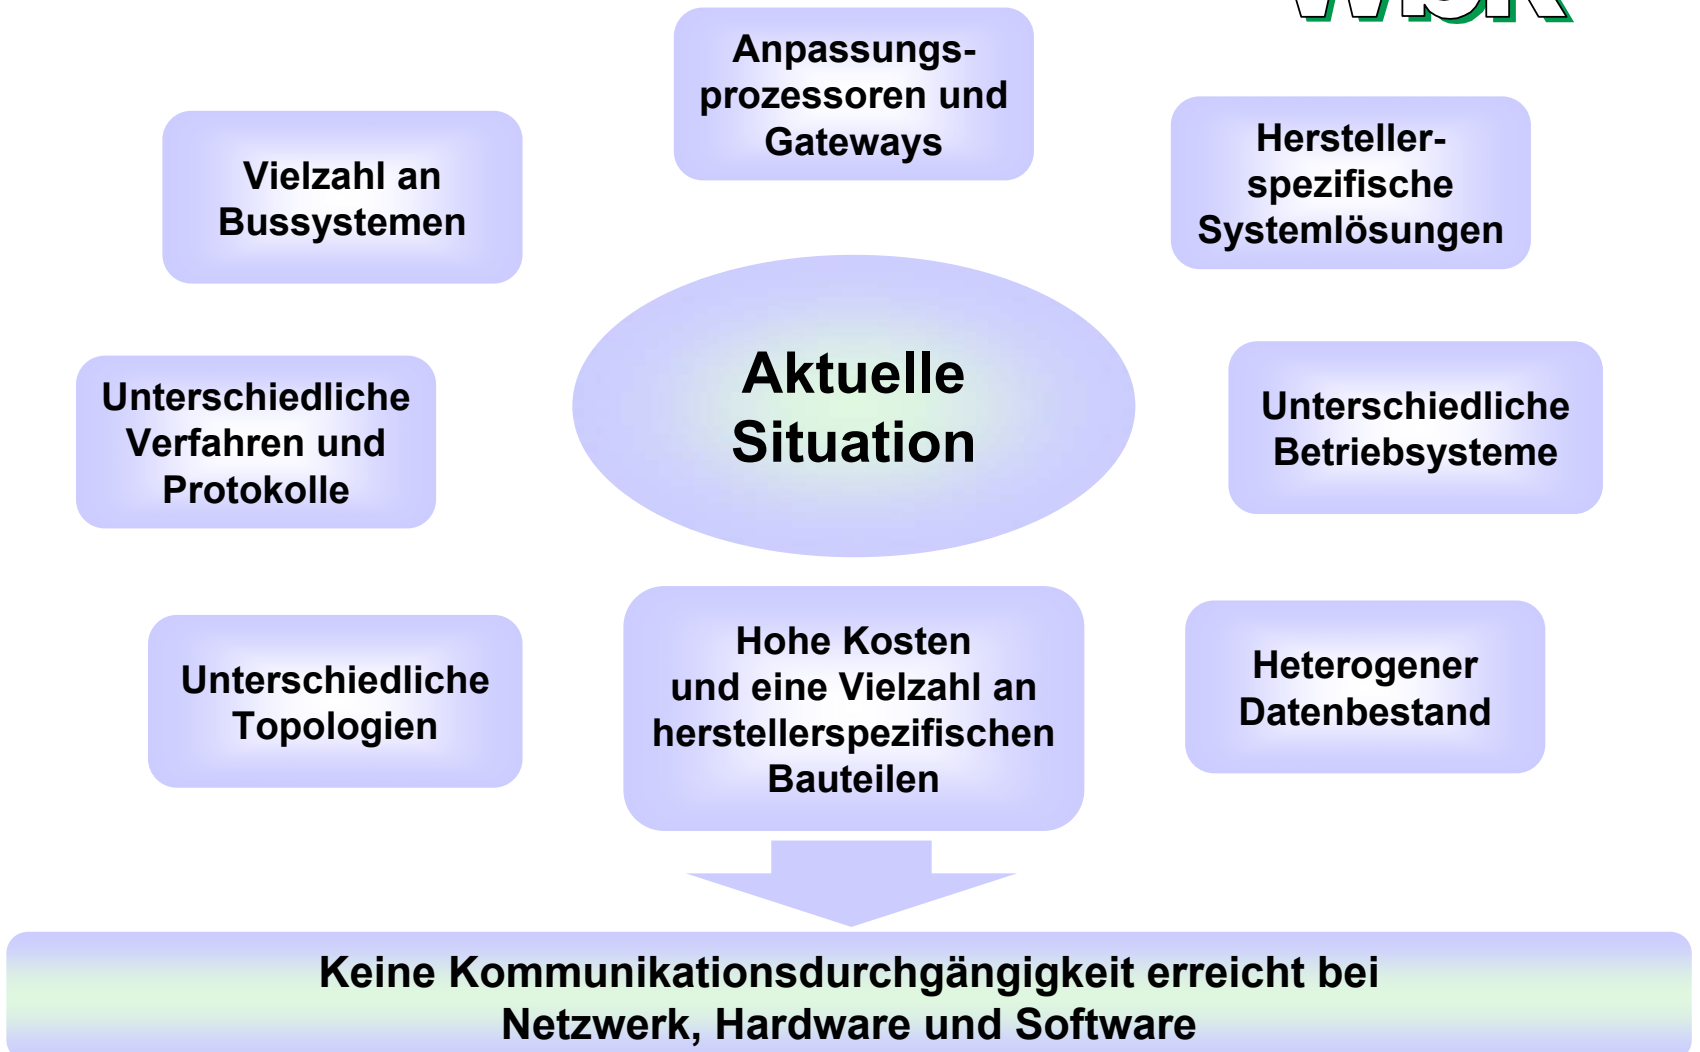 Anpassungs-
prozessoren und
Gateways
Vielzahl an
Bussystemen
Hersteller-
spezifische
Systemlösungen
Aktuelle
Situation
Unterschiedliche
Verfahren und
Protokolle
Unterschiedliche
Betriebsysteme
Unterschiedliche
Topologien
Hohe Kosten
und eine Vielzahl an
herstellerspezifischen
Bauteilen
Heterogener
Datenbestand
Keine Kommunikationsdurchgängigkeit erreicht bei
Netzwerk, Hardware und Software